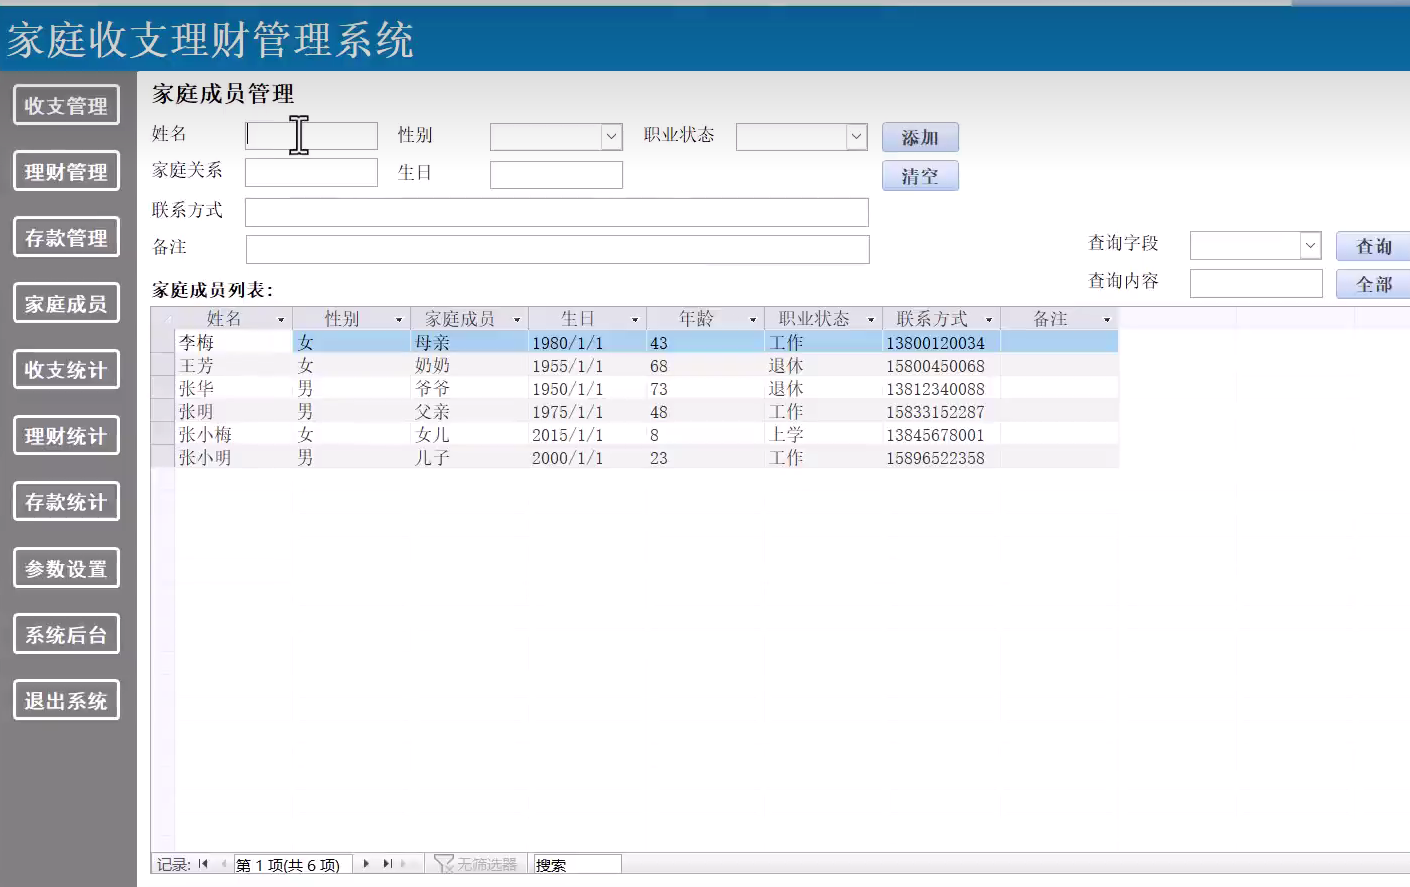 家庭收支理财管理系统
收支管理
理财管理
存款管理
家庭成员
收支统计
理财统计
存款统计
参数设置
系统后台
退出系统
家庭成员管理
姓名 性别 职业状态 添加
家庭关系 生日 清空
联系方式
备注
查询字段 查询
查询内容 全部
家庭成员列表:
姓名 性别 家庭成员 生日 年龄 职业状态 联系方式 备注
李梅 女 母亲 1980/1/1 43 工作 13800120034
王芳 女 奶奶 1955/1/1 68 退休 15800450068
张华 男 爷爷 1950/1/1 73 退休 13812340088
张明 男 父亲 1975/1/1 48 工作 15833152287
张小梅 女 女儿 2015/1/1 8 上学 13845678001
张小明 男 儿子 2000/1/1 23 工作 15896522358
记录: 第 1 项(共 6 项) 无筛选器 搜索